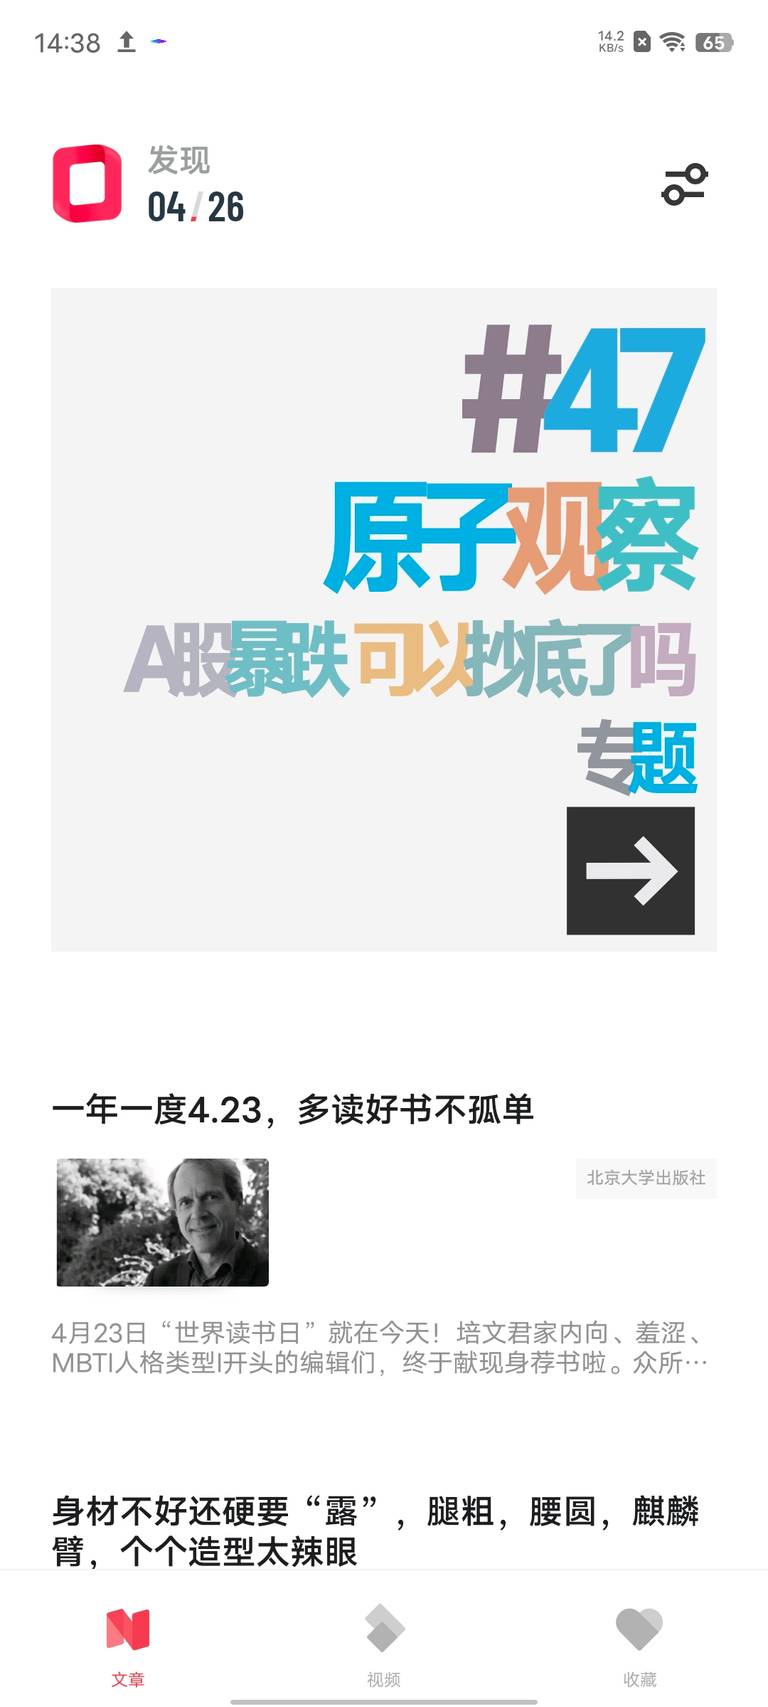 14:38
14.2
KB/s
65
发现
04/26
#47
原子观察
A股暴跌 可以抄底了吗
专题
一年一度4.23，多读好书不孤单
北京大学出版社
4月23日“世界读书日”就在今天！培文君家内向、羞涩、
MBTI人格类型I开头的编辑们，终于献现身荐书啦。众所…
身材不好还硬要“露”，腿粗，腰圆，麒麟
臂，个个造型太辣眼
文章
视频
收藏